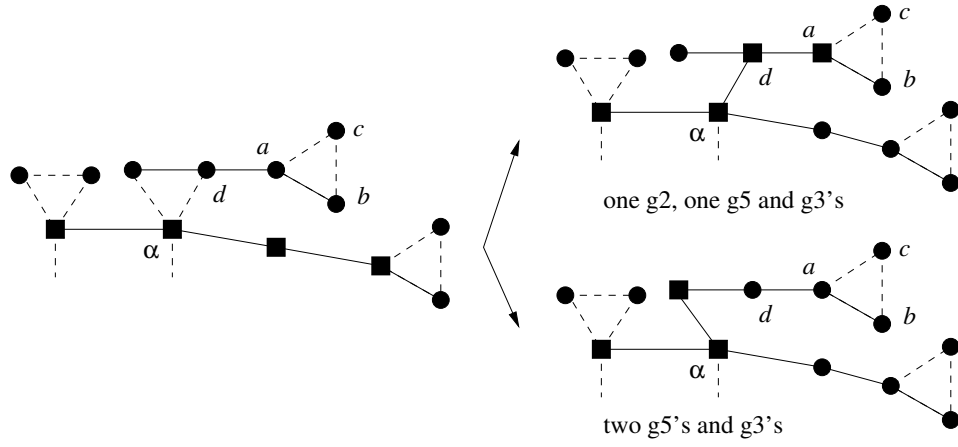 c
a
b
d
α
c
a
b
d
α
one g2, one g5 and g3's
c
a
b
d
α
two g5's and g3's